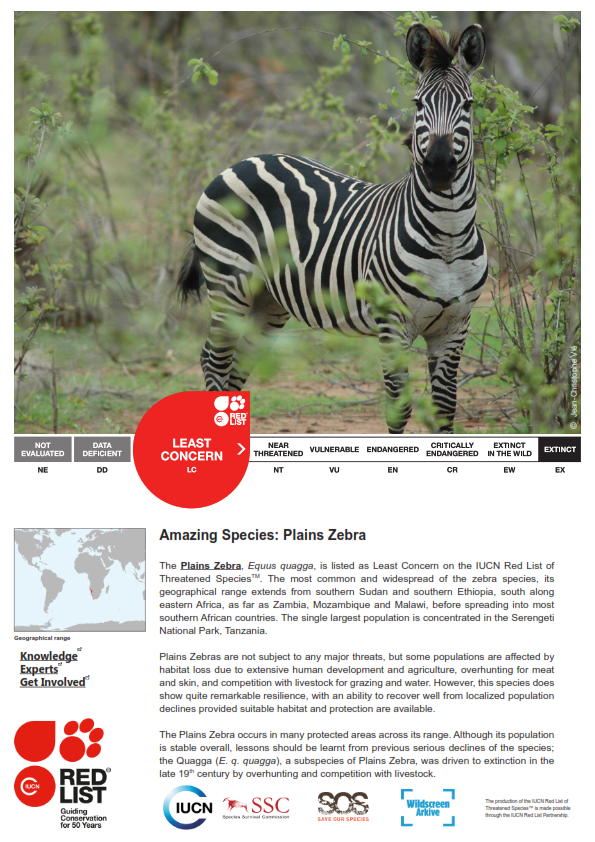 © Jean-Christophe Vié
RED
LIST
NOT
EVALUATED
NE
DATA
DEFICIENT
DD
LEAST
CONCERN
LC
NEAR
THREATENED
NT
VULNERABLE
VU
ENDANGERED
EN
CRITICALLY
ENDANGERED
CR
EXTINCT
IN THE WILD
EW
EXTINCT
EX
Geographical range
Knowledge
Experts
Get Involved
Amazing Species: Plains Zebra
The Plains Zebra, Equus quagga, is listed as Least Concern on the IUCN Red List of
Threatened Species™. The most common and widespread of the zebra species, its
geographical range extends from southern Sudan and southern Ethiopia, south along
eastern Africa, as far as Zambia, Mozambique and Malawi, before spreading into most
southern African countries. The single largest population is concentrated in the Serengeti
National Park, Tanzania.
Plains Zebras are not subject to any major threats, but some populations are affected by
habitat loss due to extensive human development and agriculture, overhunting for meat
and skin, and competition with livestock for grazing and water. However, this species does
show quite remarkable resilience, with an ability to recover well from localized population
declines provided suitable habitat and protection are available.
The Plains Zebra occurs in many protected areas across its range. Although its population
is stable overall, lessons should be learnt from previous serious declines of the species;
the Quagga (E. q. quagga), a subspecies of Plains Zebra, was driven to extinction in the
late 19th century by overhunting and competition with livestock.
IUCN
RED
LIST
Guiding
Conservation
for 50 Years
IUCN
SSC
Species Survival Commission
SOS
SAVE OUR SPECIES
Wildscreen
Arkive
The production of the IUCN Red List of
Threatened Species™ is made possible
through the IUCN Red List Partnership.